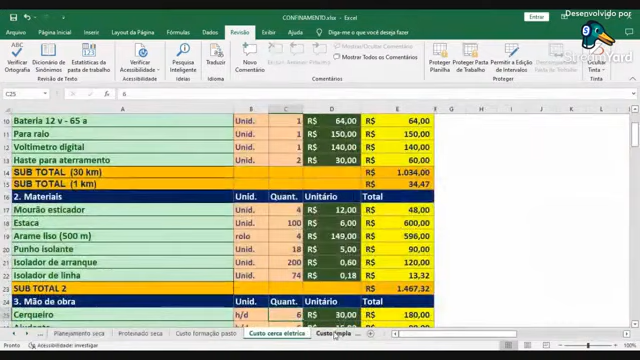 Desenvolvido por
CONFINAMENTO.xlsx - Excel
Entrar
StreamYard
Arquivo Página Inicial Inserir Layout da Página Fórmulas Dados Revisão Exibir Ajuda Diga-me o que você deseja fazer
Verificar Ortografia
Dicionário de Sinônimos
Estatísticas da pasta de trabalho
Verificar Acessibilidade
Pesquisa Inteligente
Traduzir
Novo Comentário
Mostrar/Ocultar Comentário
Mostrar Todos os Comentários
Proteger Planilha
Proteger Pasta de Trabalho
Permitir a Edição de Intervalos
Ocultar Tinta
Revisão de Texto
Acessibilidade
Ideias
Idioma
Comentários
Proteger
Tinta
C25 fx 6
A B C D E F G H I J K L
10 Bateria 12 v - 65 a Unid. 1 R$ 64,00 R$ 64,00
11 Para raio Unid. 1 R$ 150,00 R$ 150,00
12 Voltimetro digital Unid. 1 R$ 140,00 R$ 140,00
13 Haste para aterramento Unid. 2 R$ 30,00 R$ 60,00
14 SUB TOTAL (30 km) R$ 1.034,00
15 SUB TOTAL (1 km) R$ 34,47
16 2. Materiais Unid. Quant. Unitário Total
17 Mourão esticador Unid. 4 R$ 12,00 R$ 48,00
18 Estaca Unid. 100 R$ 6,00 R$ 600,00
19 Arame liso (500 m) rolo 4 R$ 149,00 R$ 596,00
20 Punho isolante Unid. 18 R$ 5,00 R$ 90,00
21 Isolador de arranque Unid. 200 R$ 0,60 R$ 120,00
22 Isolador de linha Unid. 74 R$ 0,18 R$ 13,32
23 SUB TOTAL 2 R$ 1.467,32
24 3. Mão de obra Unid. Quant. Unitário Total
25 Cerqueiro h/d 6 R$ 30,00 R$ 180,00
Ajudante h/d
Planejamento seca Proteinado seca Custo formação pasto Custo cerca eletrica
Pronto Acessibilidade: investigar 100%